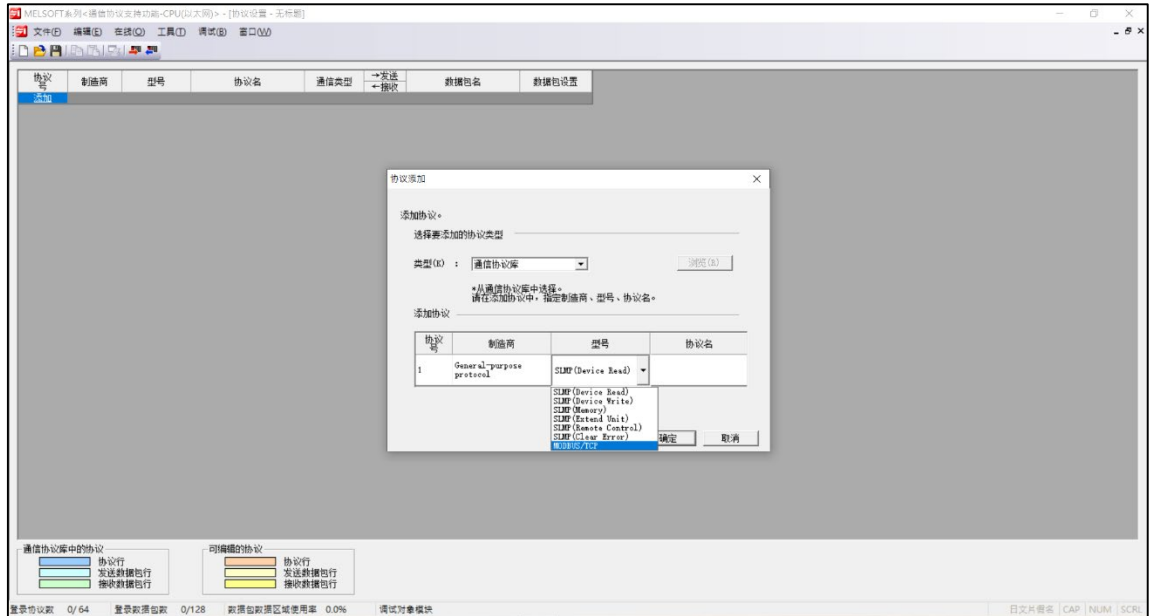 MELSOFT系列<通信协议支持功能-CPU(以太网)> - [协议设置 - 无标题]
文件(F) 编辑(E) 在线(O) 工具(T) 调试(B) 窗口(W)
协议号 制造商 型号 协议名 通信类型 →发送 ←接收 数据包名 数据包设置
添加
协议添加
添加协议。
选择要添加的协议类型
类型(K) : 通信协议库 浏览(B)
*从通信协议库中选择。
请在添加协议中,指定制造商、型号、协议名。
添加协议
协议号 制造商 型号 协议名
1 General-purpose protocol SLMP(Device Read)
SLMP(Device Read)
SLMP(Device Write)
SLMP(Memory)
SLMP(Extend Unit)
SLMP(Remote Control)
SLMP(Clear Error)
MODBUS/TCP
确定 取消
通信协议库中的协议 可编辑的协议
协议行 协议行
发送数据包行 发送数据包行
接收数据包行 接收数据包行
登录协议数 0/64 登录数据包数 0/128 数据包数据区域使用率 0.0% 调试对象模块 日文片假名 CAP NUM SCRL